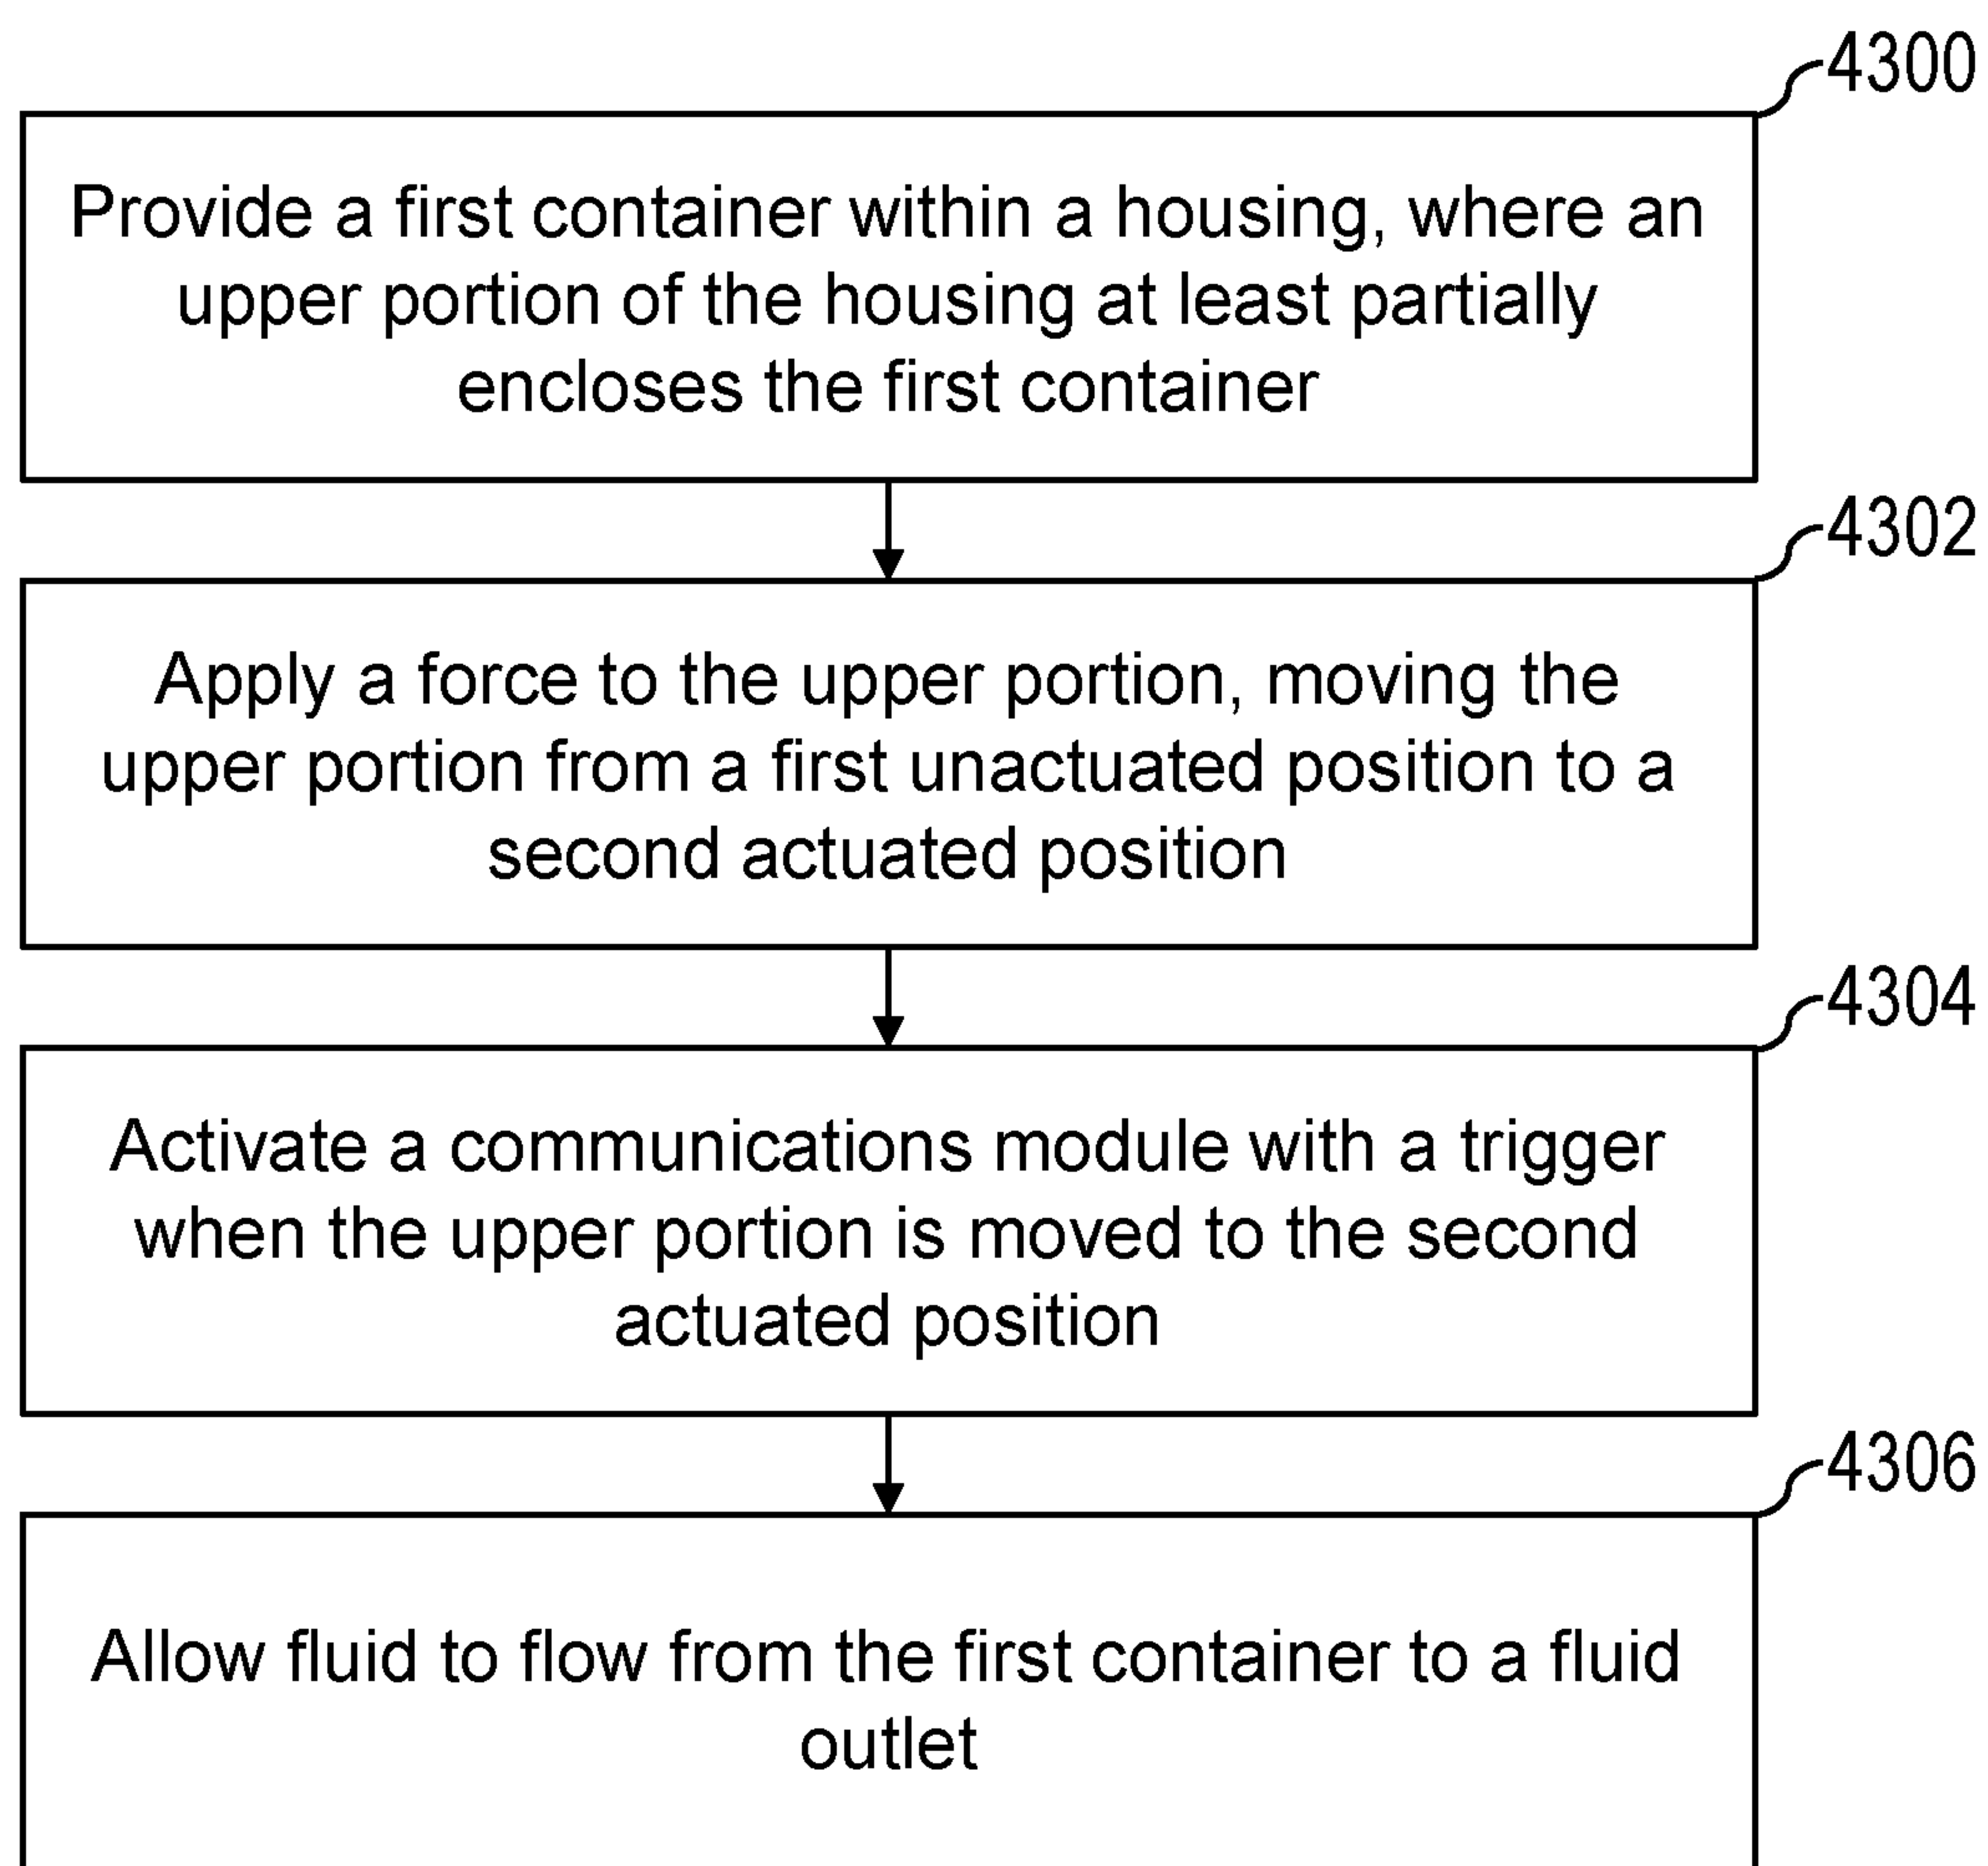 4300
Provide a first container within a housing, where an
upper portion of the housing at least partially
encloses the first container
4302
Apply a force to the upper portion, moving the
upper portion from a first unactuated position to a
second actuated position
4304
Activate a communications module with a trigger
when the upper portion is moved to the second
actuated position
4306
Allow fluid to flow from the first container to a fluid
outlet